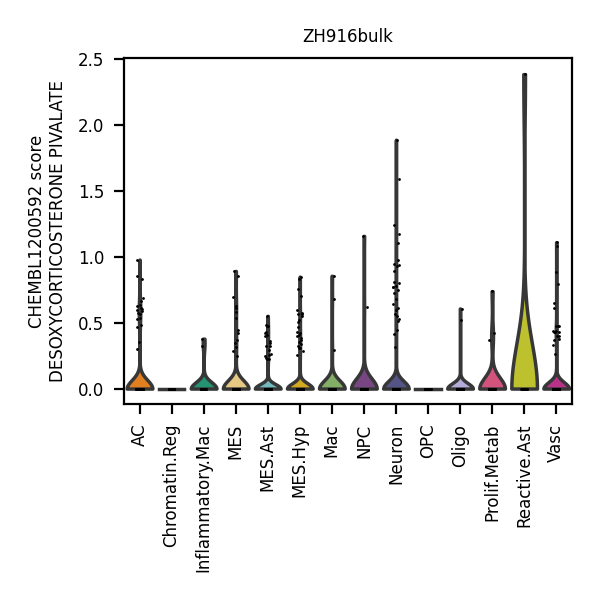 ZH916bulk
CHEMBL1200592 score
DESOXYCORTICOSTERONE PIVALATE
2.5
2.0
1.5
1.0
0.5
0.0
AC
Chromatin.Reg
Inflammatory.Mac
MES
MES.Ast
MES.Hyp
Mac
NPC
Neuron
OPC
Oligo
Prolif.Metab
Reactive.Ast
Vasc